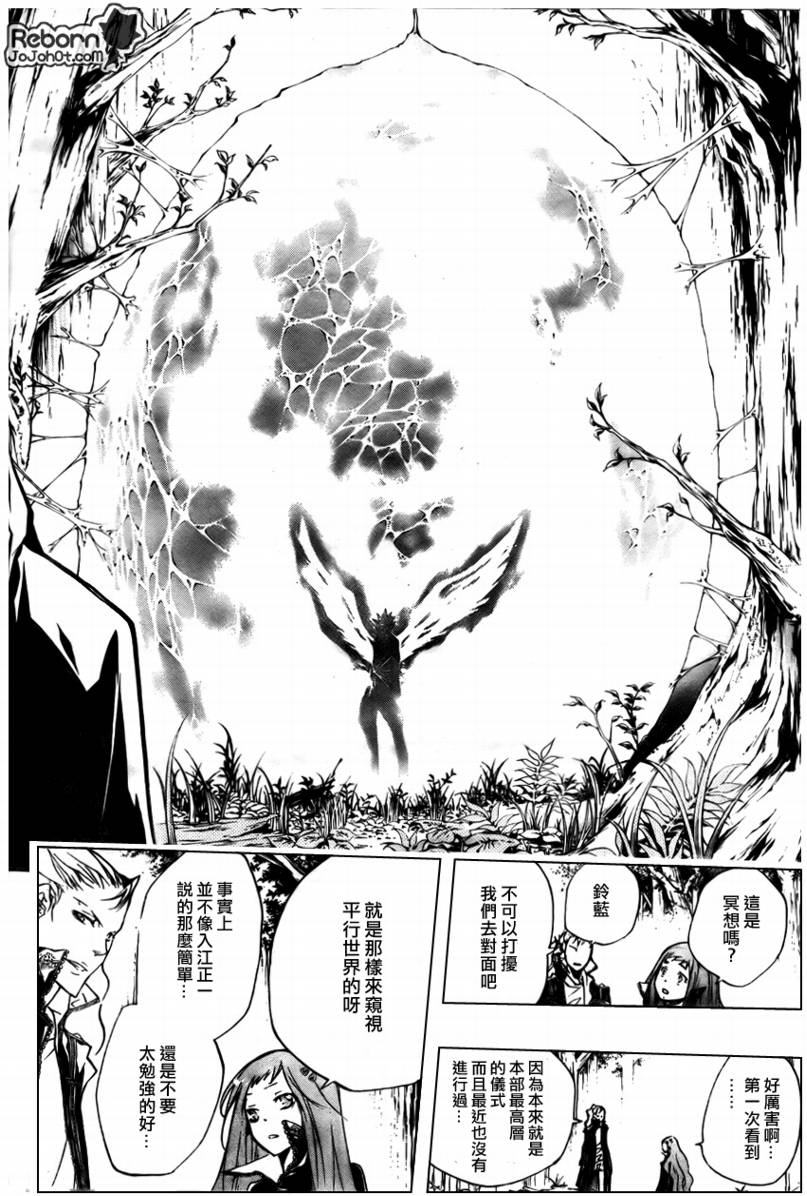 Reborn
JoJoHot.com
這是
冥想嗎？
鈴藍
不可以打擾
我們去對面吧
好厲害啊…
第一次看到
……
因為本來就是
本部最高層
的儀式
而且最近也沒有
進行過…
就是那樣來窺視
平行世界的呀
事實上
並不像入江正一
說的那麼簡單…
還是不要
太勉強的好…